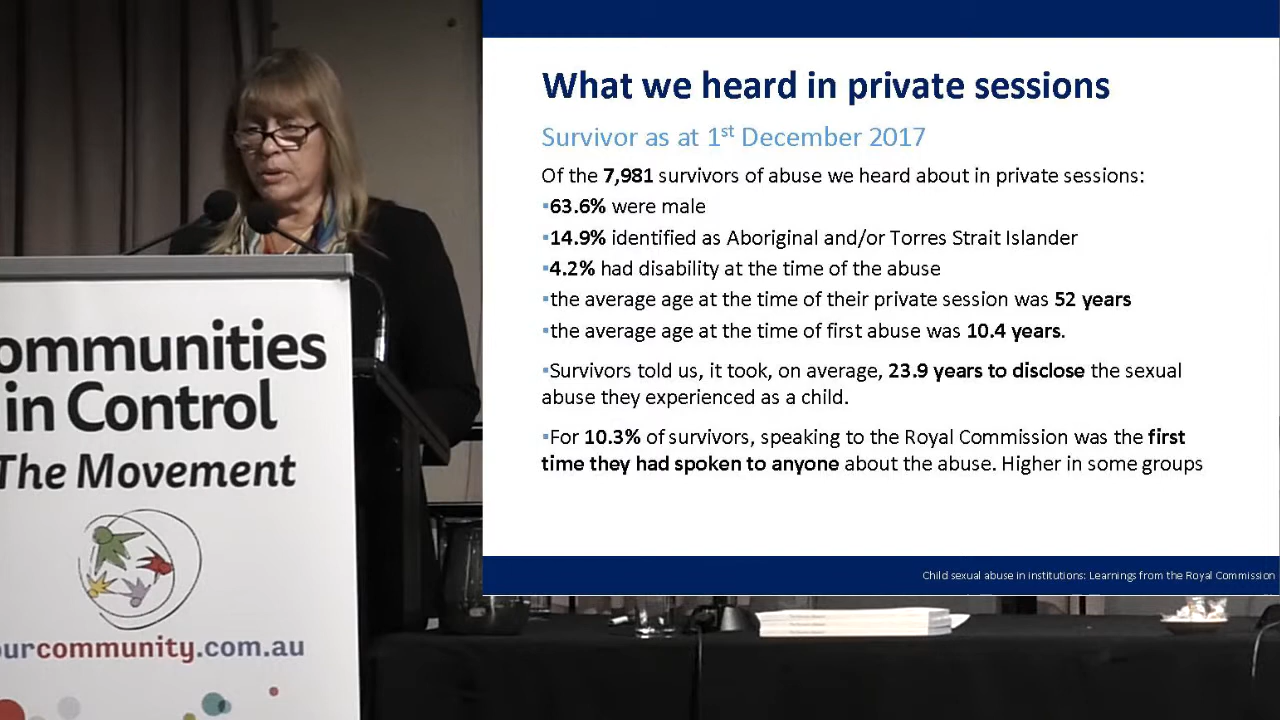 ommunities
in Control
The Movement
urcommunity.com.au
What we heard in private sessions
Survivor as at 1st December 2017
Of the 7,981 survivors of abuse we heard about in private sessions:
▪63.6% were male
▪14.9% identified as Aboriginal and/or Torres Strait Islander
▪4.2% had disability at the time of the abuse
▪the average age at the time of their private session was 52 years
▪the average age at the time of first abuse was 10.4 years.
▪Survivors told us, it took, on average, 23.9 years to disclose the sexual
abuse they experienced as a child.
▪For 10.3% of survivors, speaking to the Royal Commission was the first
time they had spoken to anyone about the abuse. Higher in some groups
Child sexual abuse in institutions: Learnings from the Royal Commission